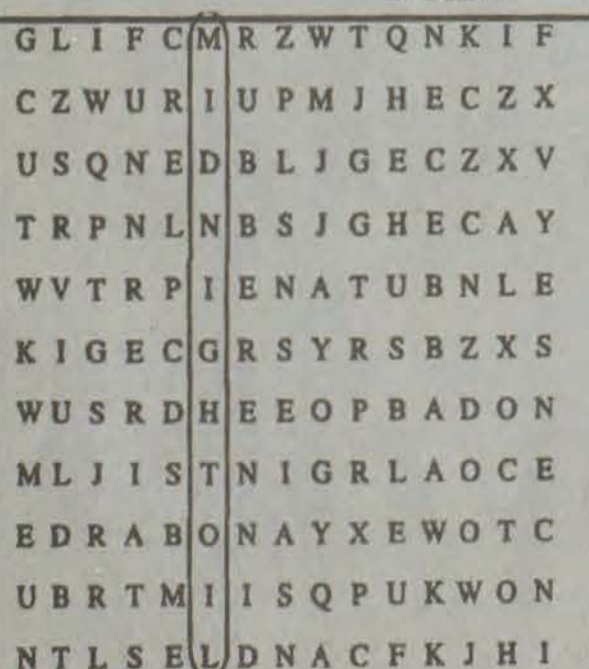 G L I F C M R Z W T Q N K I F
C Z W U R I U P M J H E C Z X
U S Q N E D B L J G E C Z X V
T R P N L N B S J G H E C A Y
W V T R P I E N A T U B N L E
K I G E C G R S Y R S B Z X S
W U S R D H E E O P B A D O N
M L J I S T N I G R L A O C E
E D R A B O N A Y X E W O T C
U B R T M I I S Q P U K W O N
N T L S E L D N A C F K J H I